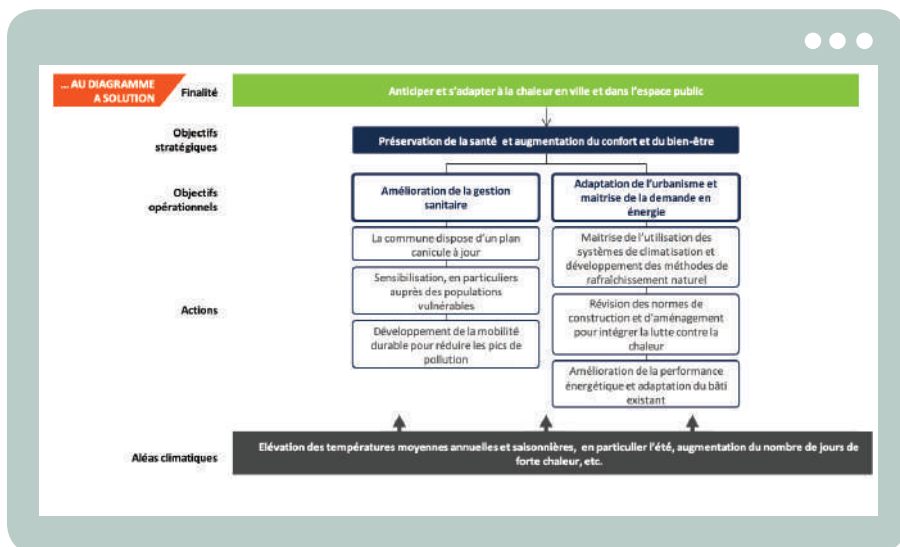 ... AU DIAGRAMME
A SOLUTION
Finalité
Anticiper et s'adapter à la chaleur en ville et dans l'espace public
Objectifs
stratégiques
Préservation de la santé et augmentation du confort et du bien-être
Objectifs
opérationnels
Amélioration de la gestion
sanitaire
Adaptation de l'urbanisme et
maitrise de la demande en
énergie
Actions
La commune dispose d'un plan
canicule à jour
Sensibilisation, en particuliers
auprès des populations
vulnérables
Développement de la mobilité
durable pour réduire les pics de
pollution
Maitrise de l'utilisation des
systèmes de climatisation et
développement des méthodes de
rafraîchissement naturel
Révision des normes de
construction et d'aménagement
pour intégrer la lutte contre la
chaleur
Amélioration de la performance
énergétique et adaptation du bâti
existant
Aléas climatiques
Elévation des températures moyennes annuelles et saisonnières, en particulier l'été, augmentation du nombre de jours de
forte chaleur, etc.